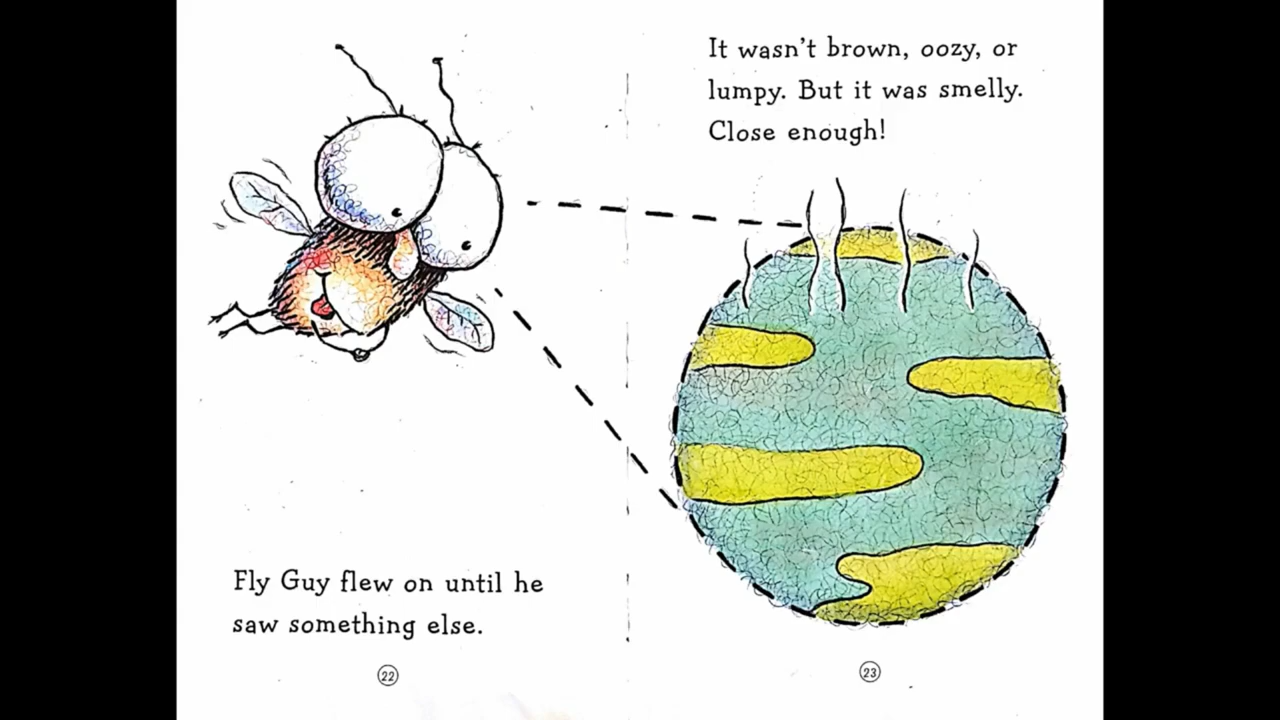 Fly Guy flew on until he
saw something else.
22
It wasn't brown, oozy, or
lumpy. But it was smelly.
Close enough!
23